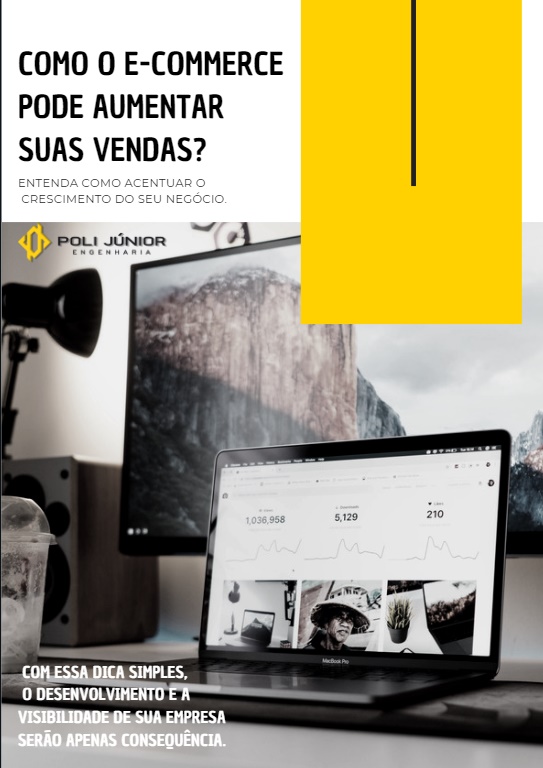 COMO O E-COMMERCE
PODE AUMENTAR
SUAS VENDAS?
ENTENDA COMO ACENTUAR O
CRESCIMENTO DO SEU NEGÓCIO.
POLI JÚNIOR
ENGENHARIA
1,036,958
5,129
210
MacBook Pro
COM ESSA DICA SIMPLES,
O DESENVOLVIMENTO E A
VISIBILIDADE DE SUA EMPRESA
SERÃO APENAS CONSEQUÊNCIA.